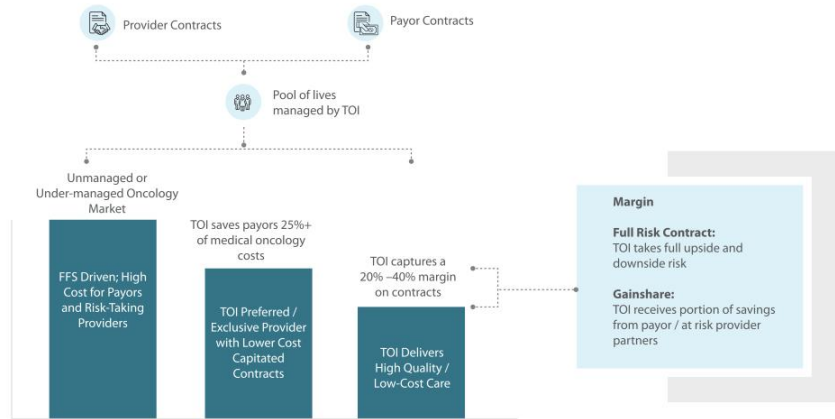 Provider Contracts
Payor Contracts
Pool of lives
managed by TOI
Unmanaged or
Under-managed Oncology
Market
FFS Driven; High
Cost for Payors
and Risk-Taking
Providers
TOI saves payors 25%+
of medical oncology
costs
TOI Preferred /
Exclusive Provider
with Lower Cost
Capitated
Contracts
TOI captures a
20% –40% margin
on contracts
TOI Delivers
High Quality /
Low-Cost Care
Margin
Full Risk Contract:
TOI takes full upside and
downside risk
Gainshare:
TOI receives portion of savings
from payor / at risk provider
partners